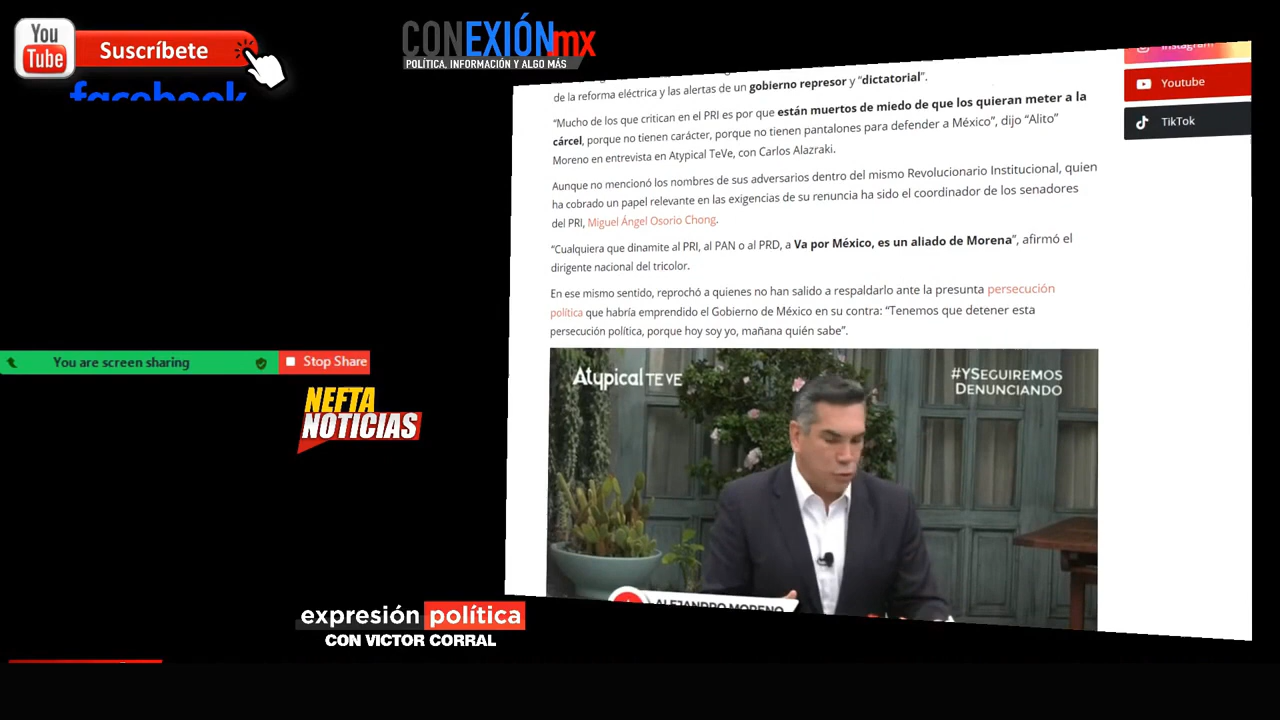 You
Tube
Suscríbete
facebook
CONEXIÓN.mx
POLÍTICA, INFORMACIÓN Y ALGO MÁS
de la reforma eléctrica y las alertas de un gobierno represor y “dictatorial”.
“Mucho de los que critican en el PRI es por que están muertos de miedo de que los quieran meter a la
cárcel, porque no tienen carácter, porque no tienen pantalones para defender a México”, dijo “Alito”
Moreno en entrevista en Atypical TeVe, con Carlos Alazraki.
Aunque no mencionó los nombres de sus adversarios dentro del mismo Revolucionario Institucional, quien
ha cobrado un papel relevante en las exigencias de su renuncia ha sido el coordinador de los senadores
del PRI, Miguel Ángel Osorio Chong.
“Cualquiera que dinamite al PRI, al PAN o al PRD, a Va por México, es un aliado de Morena”, afirmó el
dirigente nacional del tricolor.
En ese mismo sentido, reprochó a quienes no han salido a respaldarlo ante la presunta persecución
política que habría emprendido el Gobierno de México en su contra: “Tenemos que detener esta
persecución política, porque hoy soy yo, mañana quién sabe”.
Instagram
Youtube
TikTok
You are screen sharing
Stop Share
NEFTA
NOTICIAS
Atypical TE VE
#YSEGUIREMOS
DENUNCIANDO
ALEJANDRO MORENO
expresión política
CON VICTOR CORRAL